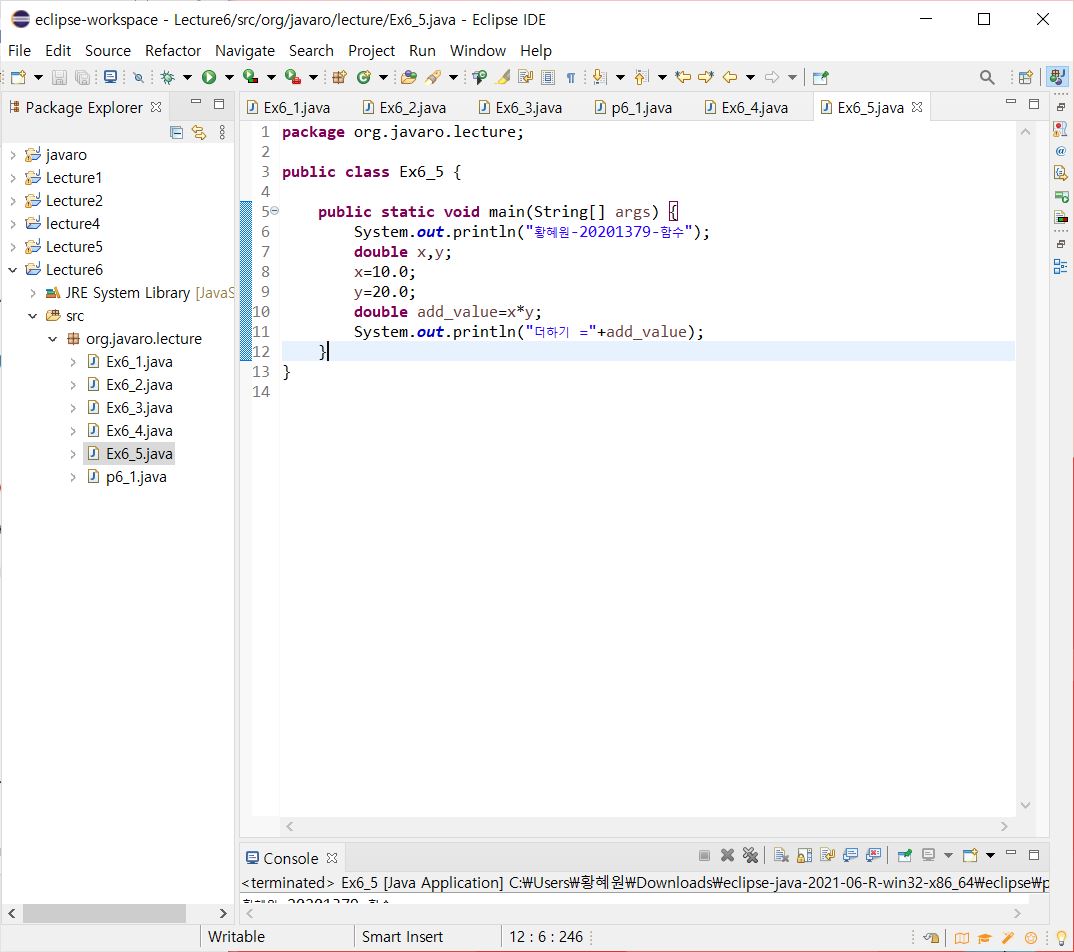 eclipse-workspace - Lecture6/src/org/javaro/lecture/Ex6_5.java - Eclipse IDE
File Edit Source Refactor Navigate Search Project Run Window Help
Package Explorer
javaro
Lecture1
Lecture2
lecture4
Lecture5
Lecture6
JRE System Library [JavaS
src
org.javaro.lecture
Ex6_1.java
Ex6_2.java
Ex6_3.java
Ex6_4.java
Ex6_5.java
p6_1.java
Ex6_1.java Ex6_2.java Ex6_3.java p6_1.java Ex6_4.java Ex6_5.java
1 package org.javaro.lecture;
2
3 public class Ex6_5 {
4
5 public static void main(String[] args) {
6 System.out.println("황혜원-20201379-함수");
7 double x,y;
8 x=10.0;
9 y=20.0;
10 double add_value=x*y;
11 System.out.println("더하기 ="+add_value);
12 }
13 }
14
Console
<terminated> Ex6_5 [Java Application] C:₩Users₩황혜원₩Downloads₩eclipse-java-2021-06-R-win32-x86_64₩eclipse₩p
황혜원-20201379-함수
Writable Smart Insert 12 : 6 : 246